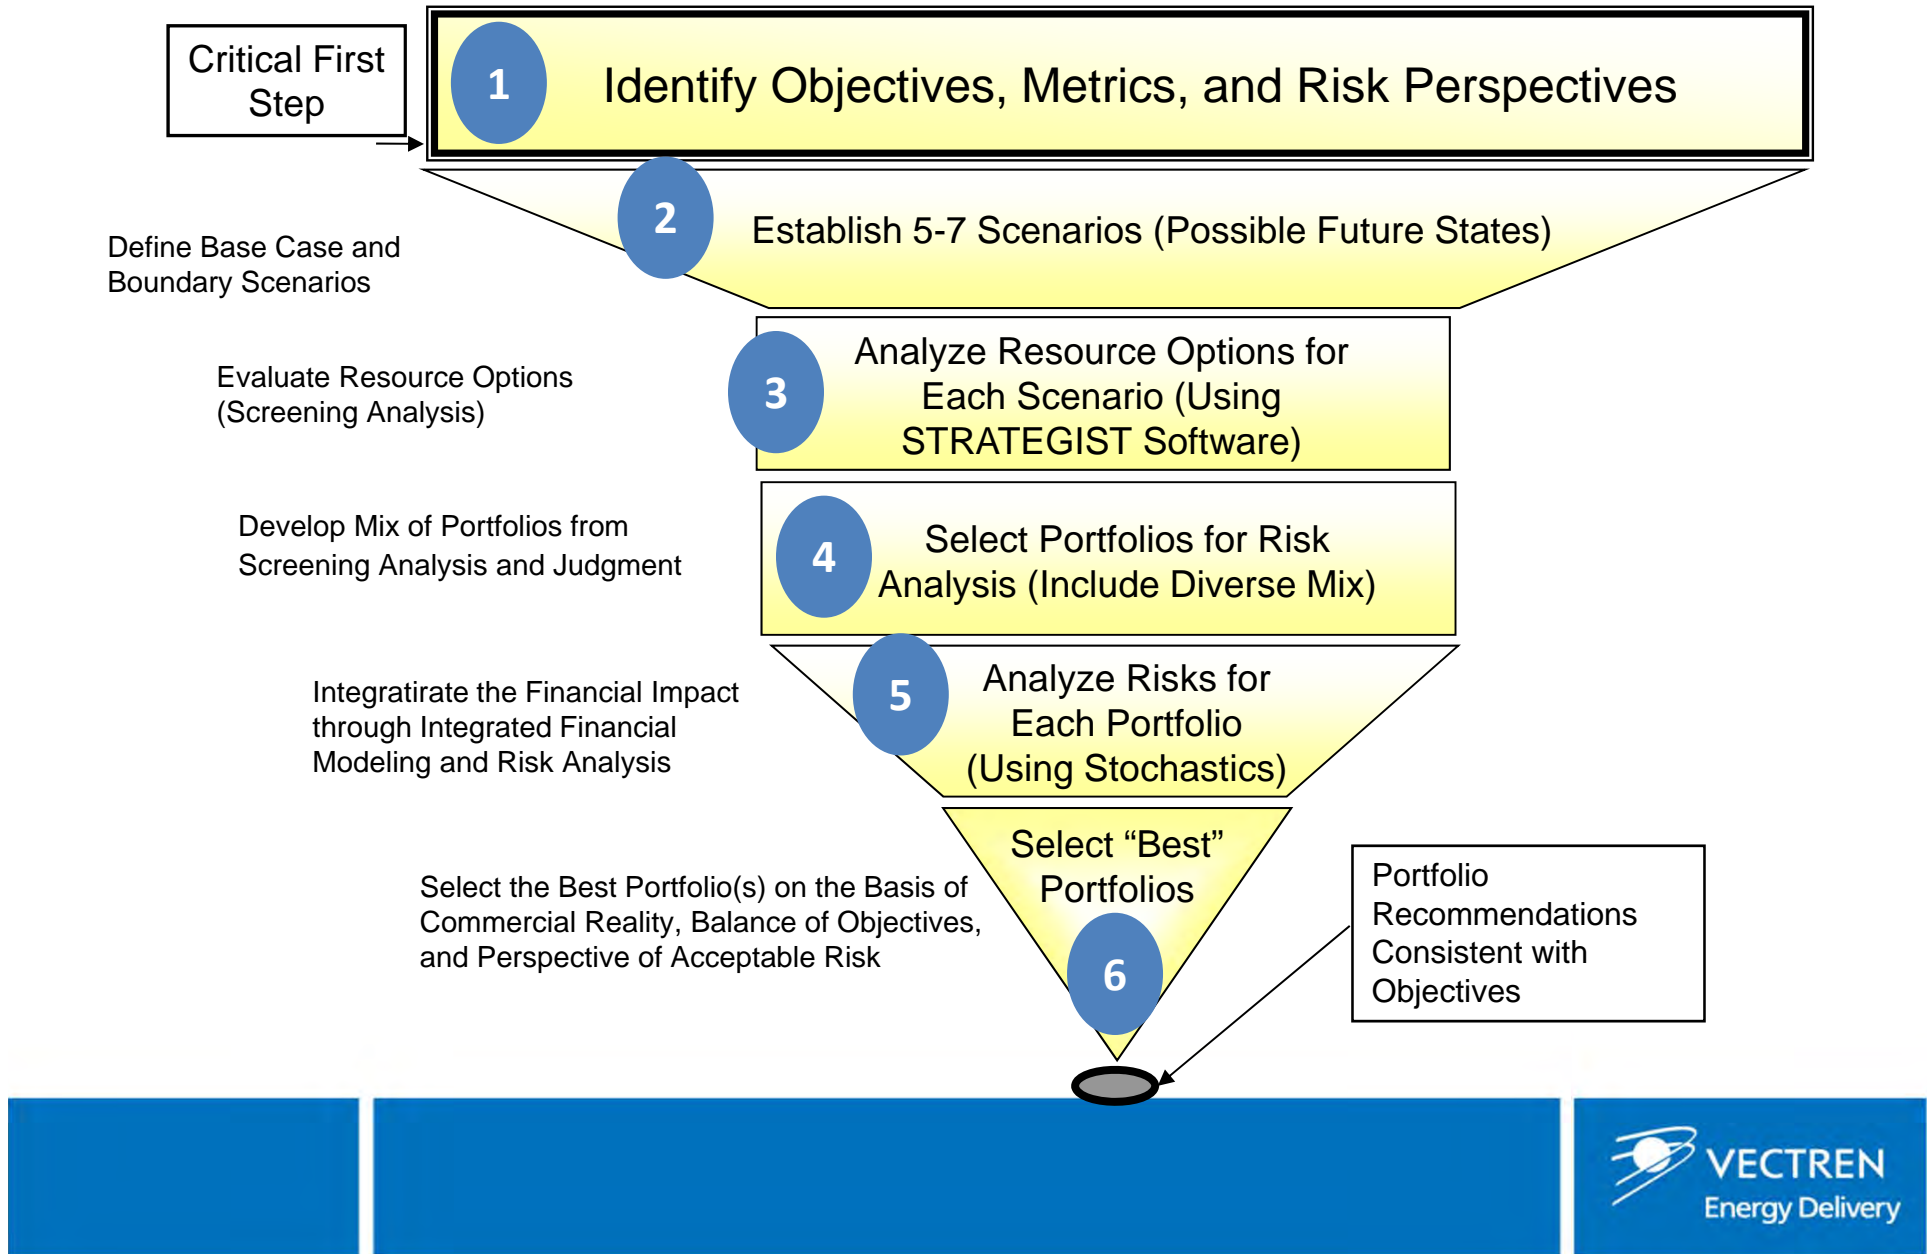 Critical First
Step
1
Identify Objectives, Metrics, and Risk Perspectives
2
Establish 5-7 Scenarios (Possible Future States)
Define Base Case and
Boundary Scenarios
3
Analyze Resource Options for
Each Scenario (Using
STRATEGIST Software)
Evaluate Resource Options
(Screening Analysis)
4
Select Portfolios for Risk
Analysis (Include Diverse Mix)
Develop Mix of Portfolios from
Screening Analysis and Judgment
5
Analyze Risks for
Each Portfolio
(Using Stochastics)
Integratirate the Financial Impact
through Integrated Financial
Modeling and Risk Analysis
Select “Best”
Portfolios
6
Select the Best Portfolio(s) on the Basis of
Commercial Reality, Balance of Objectives,
and Perspective of Acceptable Risk
Portfolio
Recommendations
Consistent with
Objectives
VECTREN
Energy Delivery